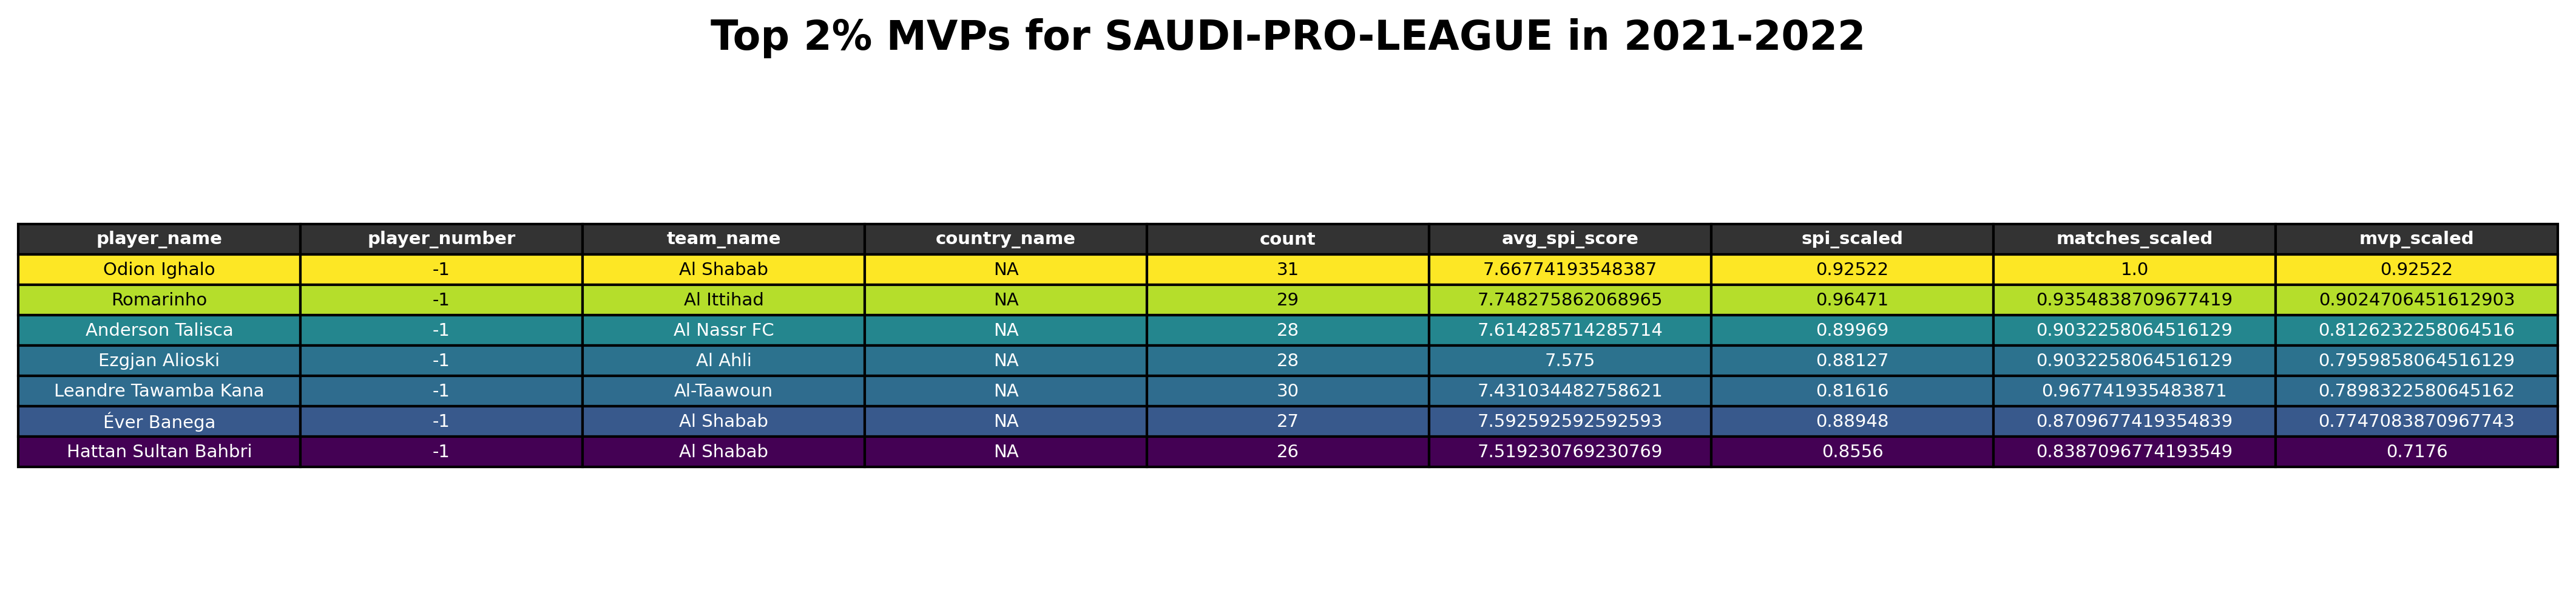 Top 2% MVPs for SAUDI-PRO-LEAGUE in 2021-2022
player_name player_number team_name country_name count avg_spi_score spi_scaled matches_scaled mvp_scaled
Odion Ighalo -1 Al Shabab NA 31 7.66774193548387 0.92522 1.0 0.92522
Romarinho -1 Al Ittihad NA 29 7.748275862068965 0.96471 0.9354838709677419 0.9024706451612903
Anderson Talisca -1 Al Nassr FC NA 28 7.614285714285714 0.89969 0.9032258064516129 0.8126232258064516
Ezgjan Alioski -1 Al Ahli NA 28 7.575 0.88127 0.9032258064516129 0.7959858064516129
Leandre Tawamba Kana -1 Al-Taawoun NA 30 7.431034482758621 0.81616 0.967741935483871 0.7898322580645162
Éver Banega -1 Al Shabab NA 27 7.592592592592593 0.88948 0.8709677419354839 0.7747083870967743
Hattan Sultan Bahbri -1 Al Shabab NA 26 7.519230769230769 0.8556 0.8387096774193549 0.7176